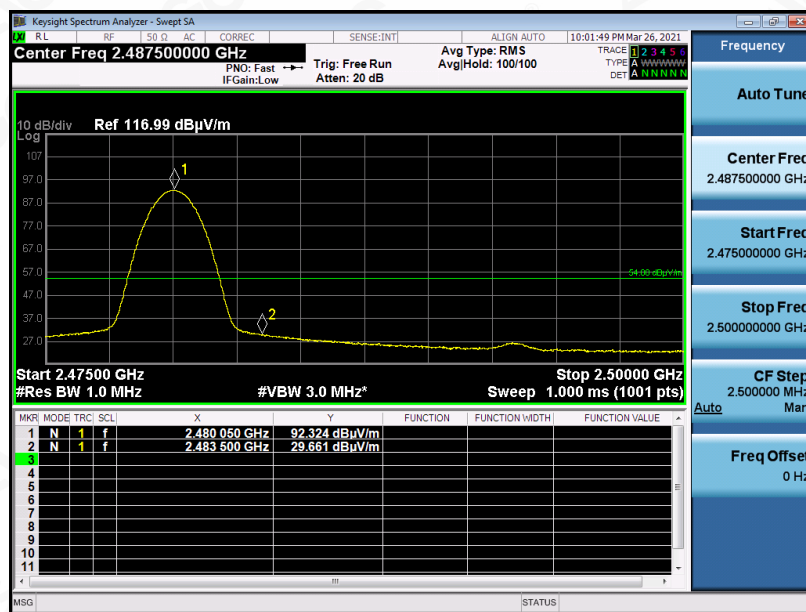 Keysight Spectrum Analyzer - Swept SA
LXI RL RF 50 Ω AC CORREC SENSE:INT ALIGN AUTO 10:01:49 PM Mar 26, 2021
Center Freq 2.487500000 GHz
PNO: Fast
IFGain:Low
Trig: Free Run
Atten: 20 dB
Avg Type: RMS
Avg|Hold: 100/100
TRACE 1 2 3 4 5 6
TYPE A WWWWW
DET A N N N N N
10 dB/div Ref 116.99 dBµV/m
Log
107
97.0
87.0
77.0
67.0
57.0
47.0
37.0
27.0
1
2
54.00 dBµV/m
Start 2.47500 GHz Stop 2.50000 GHz
#Res BW 1.0 MHz #VBW 3.0 MHz* Sweep 1.000 ms (1001 pts)
MKR MODE TRC SCL X Y FUNCTION FUNCTION WIDTH FUNCTION VALUE
1 N 1 f 2.480 050 GHz 92.324 dBµV/m
2 N 1 f 2.483 500 GHz 29.661 dBµV/m
3
4
5
6
7
8
9
10
11
MSG STATUS
Frequency
Auto Tune
Center Freq
2.487500000 GHz
Start Freq
2.475000000 GHz
Stop Freq
2.500000000 GHz
CF Step
2.500000 MHz
Auto Man
Freq Offset
0 Hz